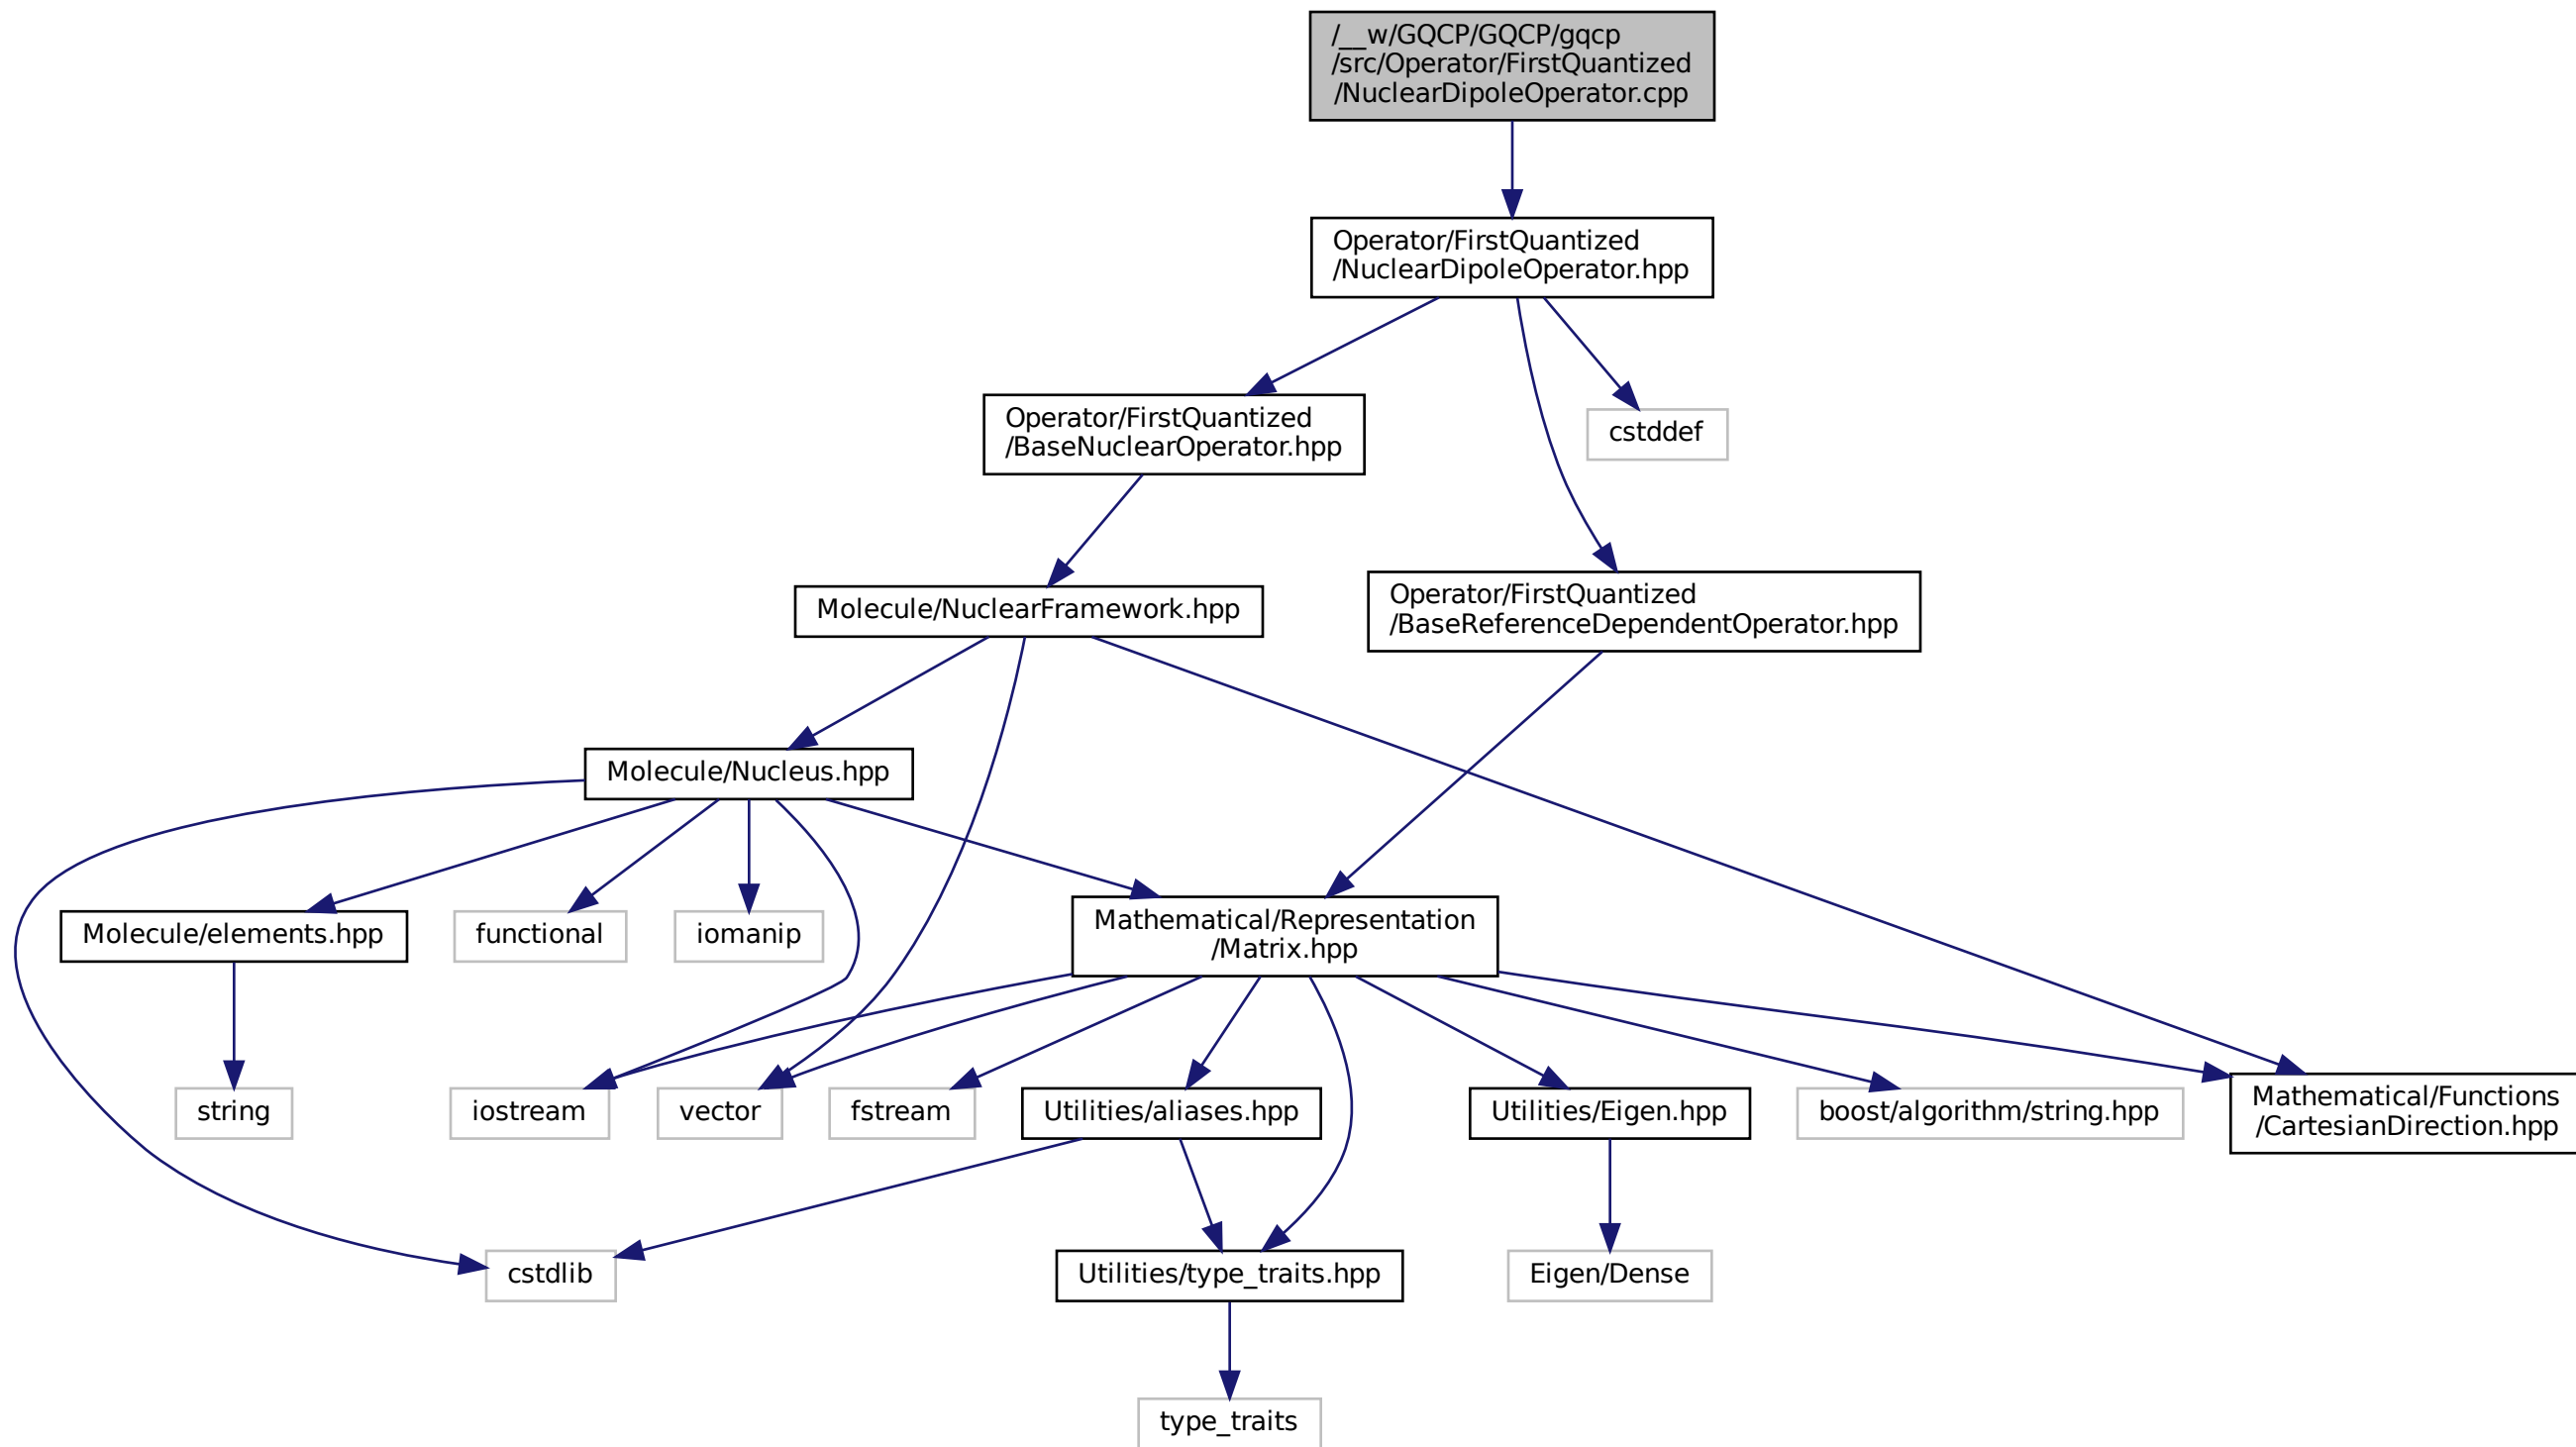 /__w/GQCP/GQCP/gqcp
/src/Operator/FirstQuantized
/NuclearDipoleOperator.cpp
Operator/FirstQuantized
/NuclearDipoleOperator.hpp
Operator/FirstQuantized
/BaseNuclearOperator.hpp
cstddef
Molecule/NuclearFramework.hpp
Operator/FirstQuantized
/BaseReferenceDependentOperator.hpp
Molecule/Nucleus.hpp
Molecule/elements.hpp
functional
iomanip
Mathematical/Representation
/Matrix.hpp
string
iostream
vector
fstream
Utilities/aliases.hpp
Utilities/Eigen.hpp
boost/algorithm/string.hpp
Mathematical/Functions
/CartesianDirection.hpp
cstdlib
Utilities/type_traits.hpp
Eigen/Dense
type_traits